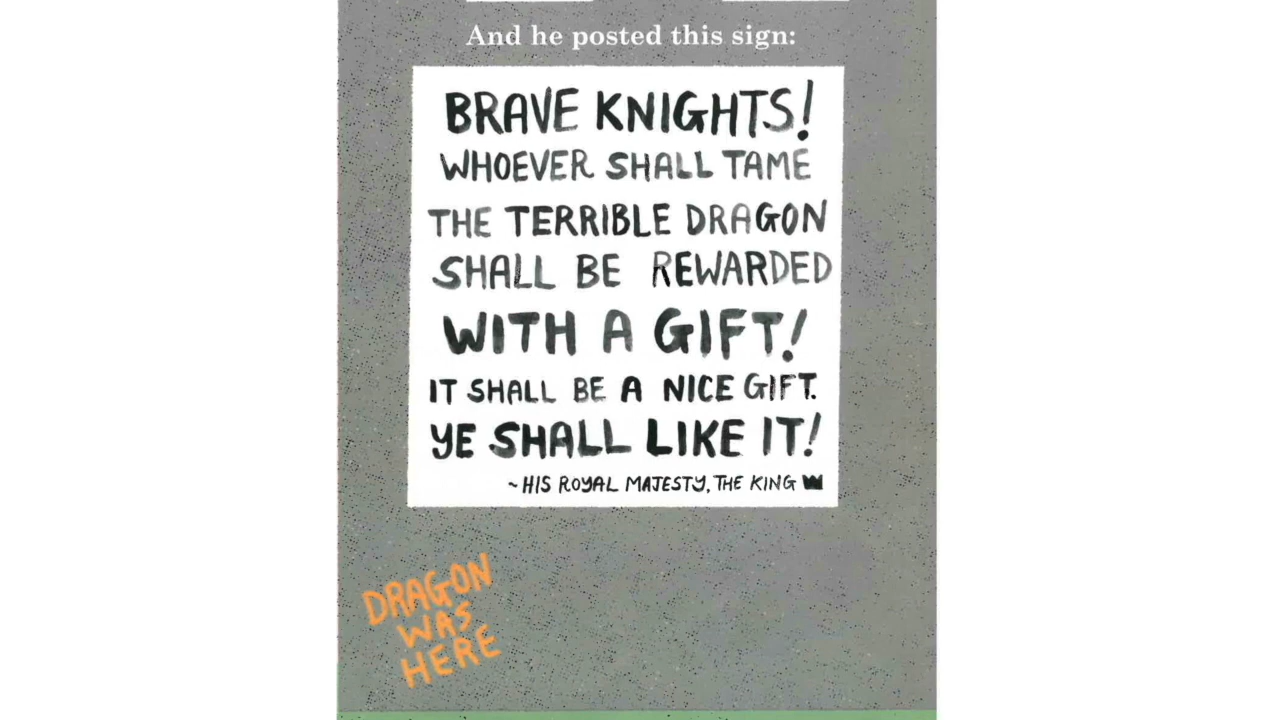 And he posted this sign:
BRAVE KNIGHTS!
WHOEVER SHALL TAME
THE TERRIBLE DRAGON
SHALL BE REWARDED
WITH A GIFT!
IT SHALL BE A NICE GIFT.
YE SHALL LIKE IT!
~HIS ROYAL MAJESTY, THE KING
DRAGON
WAS
HERE